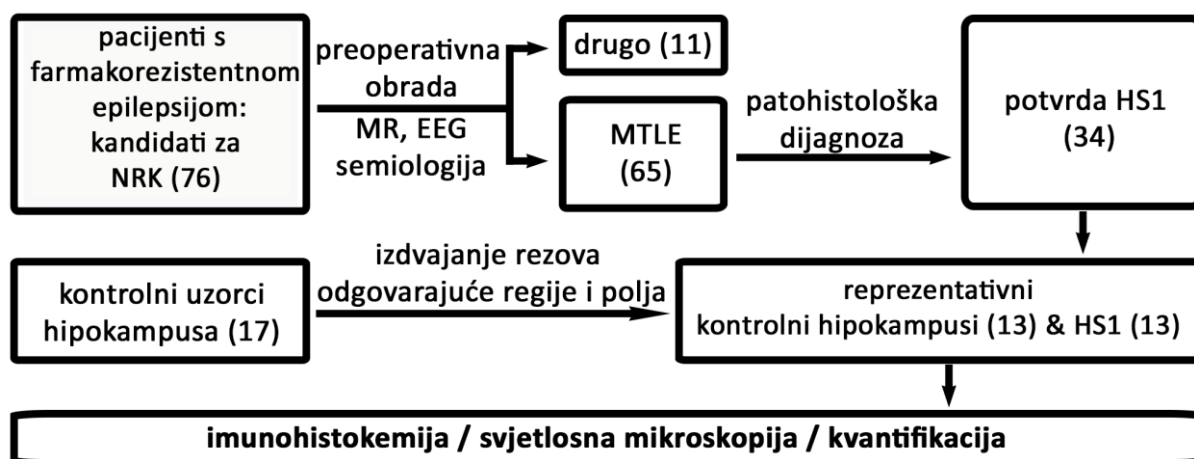 pacijenti s
farmakorezistentnom
epilepsijom:
kandidati za
NRK (76)
preoperativna
obrada
MR, EEG
semiologija
drugo (11)
MTLE
(65)
patohistološka
dijagnoza
potvrda HS1
(34)
kontrolni uzorci
hipokampusa (17)
izdvajanje rezova
odgovarajuće regije i polja
reprezentativni
kontrolni hipokampusi (13) & HS1 (13)
imunohistokemija / svjetlosna mikroskopija / kvantifikacija